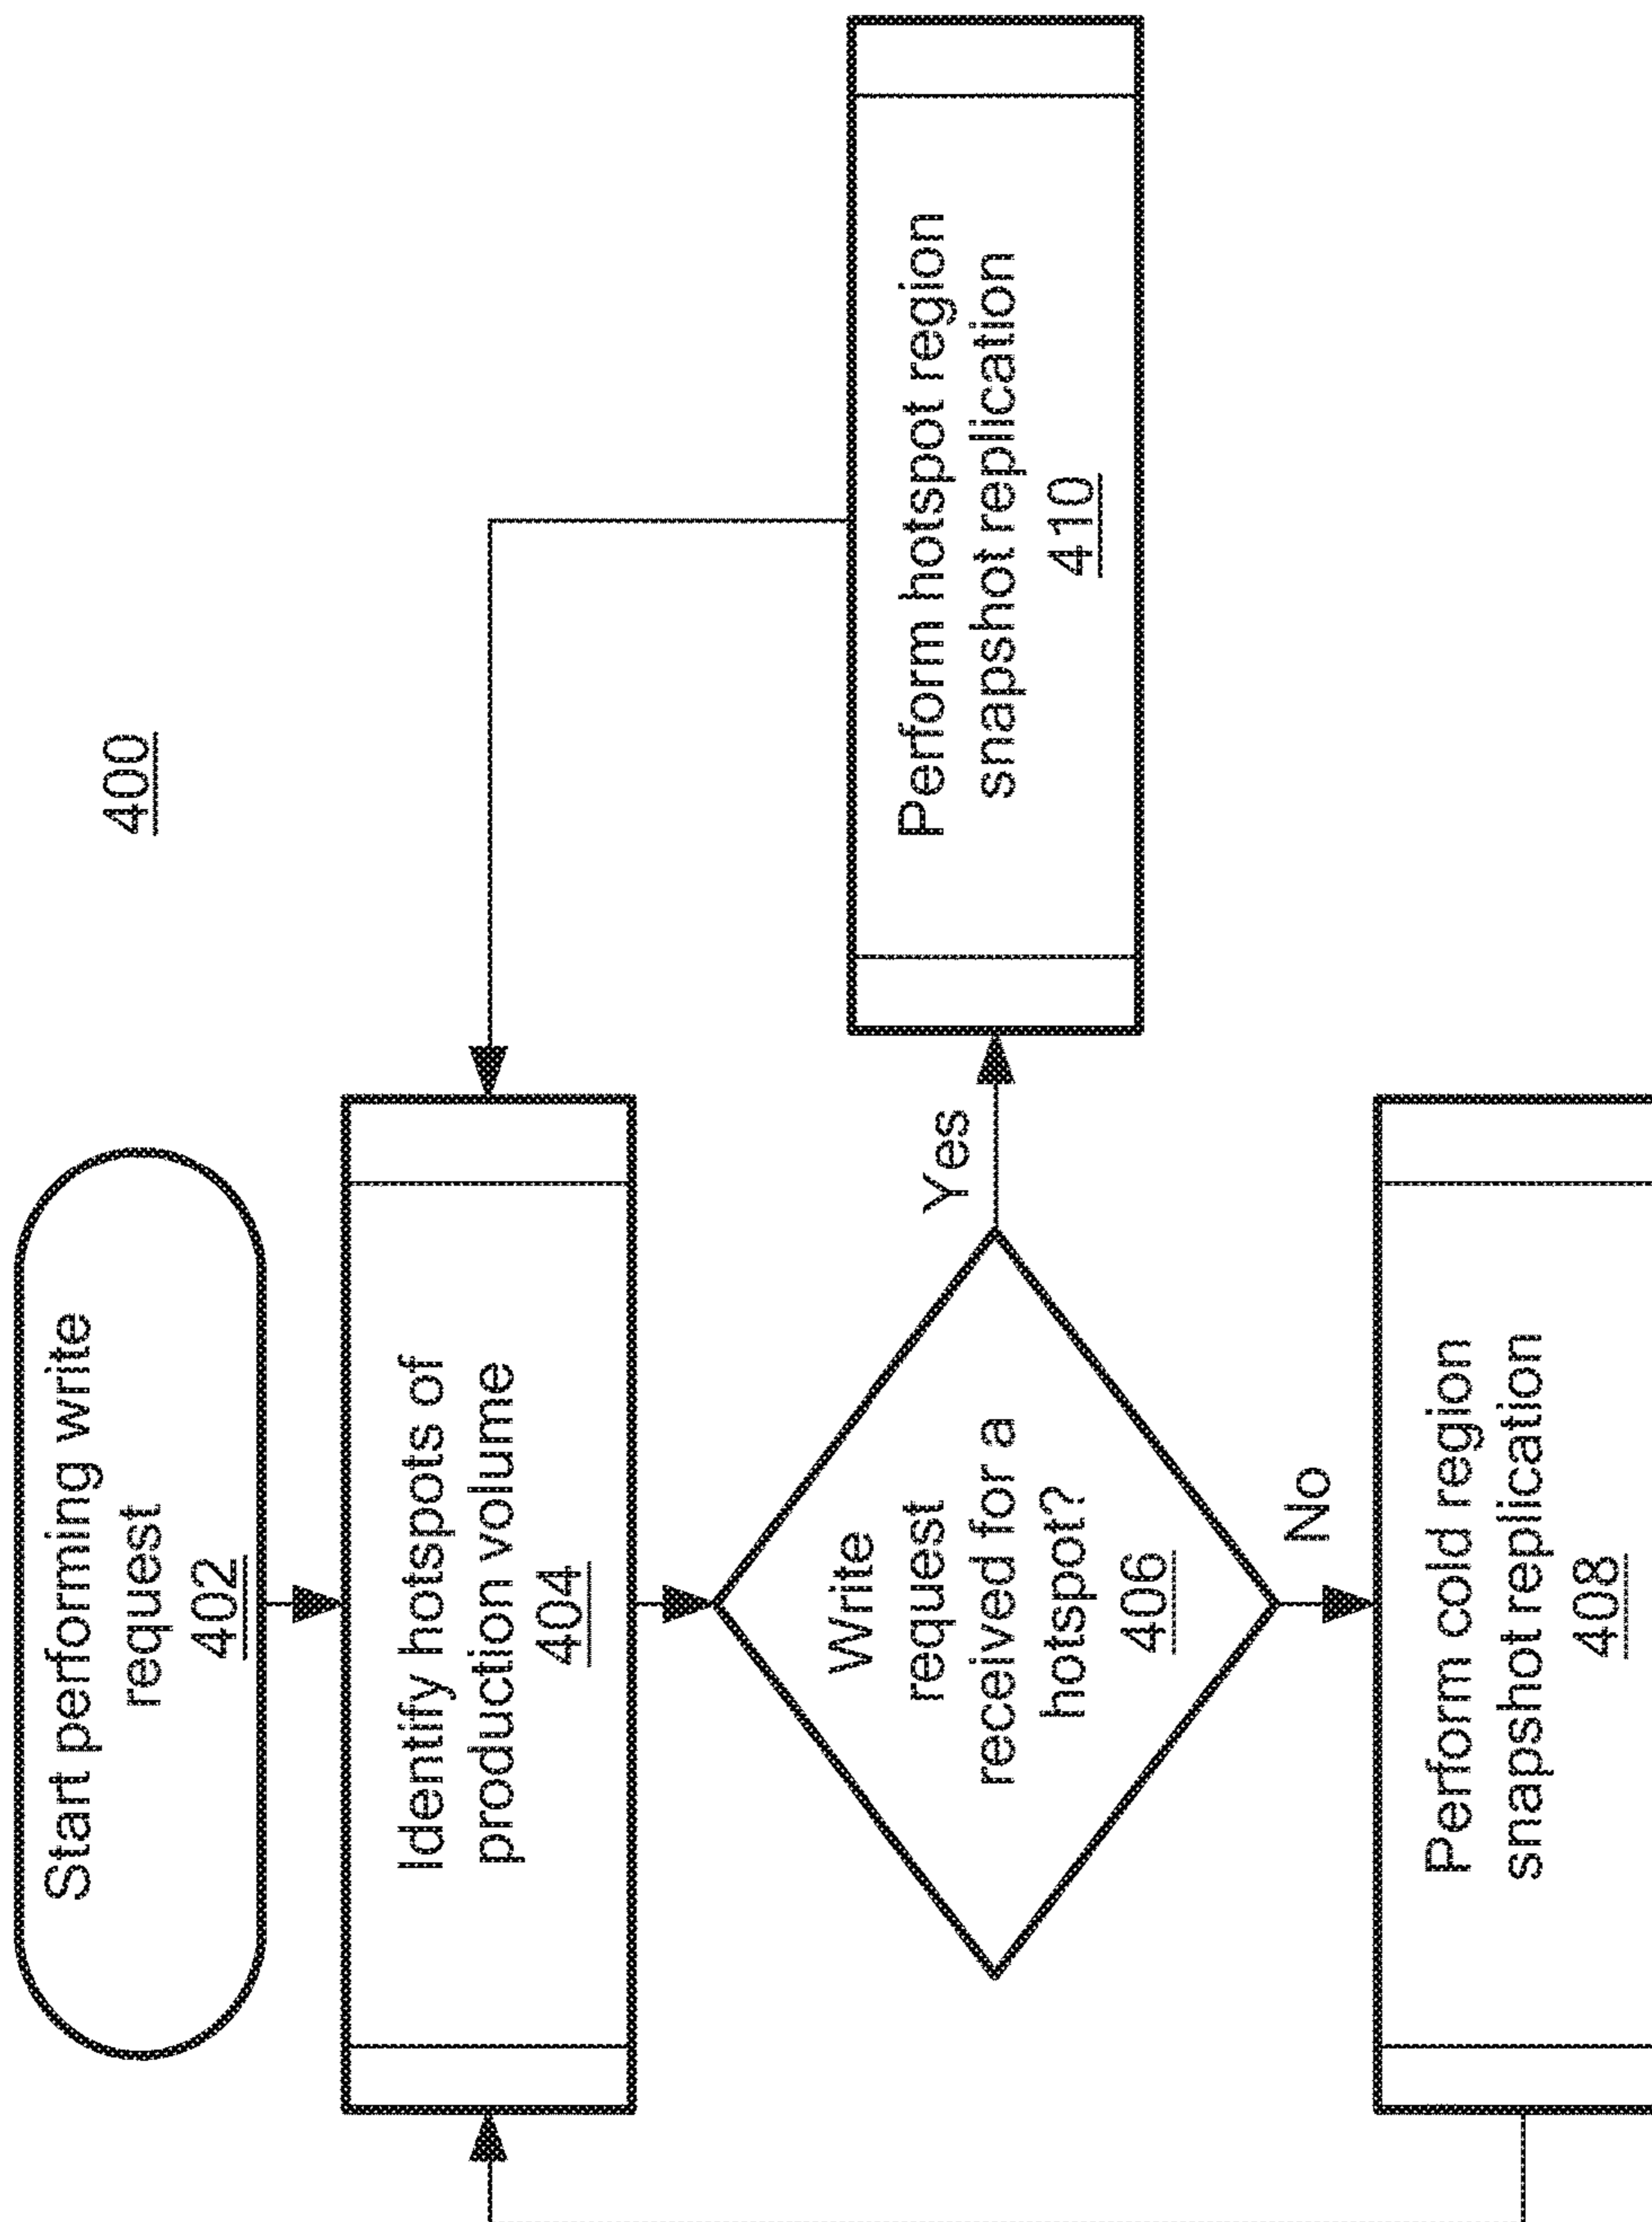 400
Start performing write
request
402
Identify hotspots of
production volume
404
Write
request
received for a
hotspot?
406
Yes
No
Perform hotspot region
snapshot replication
410
Perform cold region
snapshot replication
408